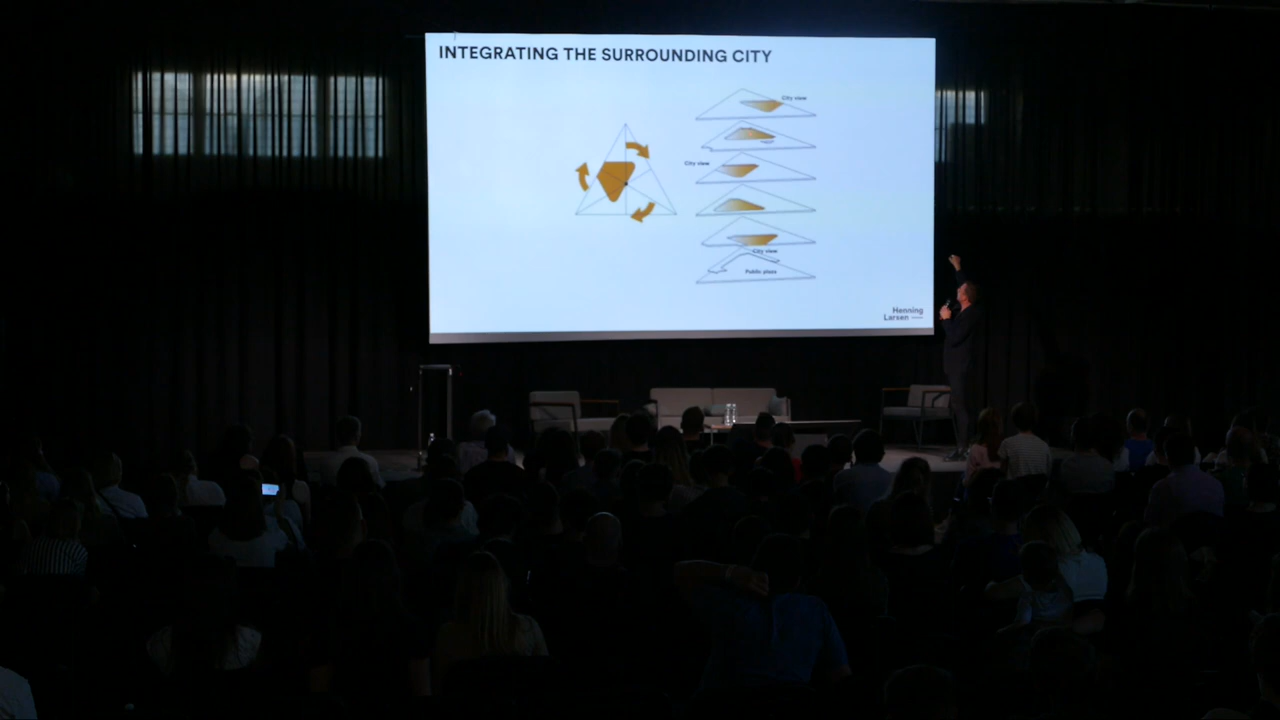 INTEGRATING THE SURROUNDING CITY
City view
City view
City view
Public plaza
Henning
Larsen